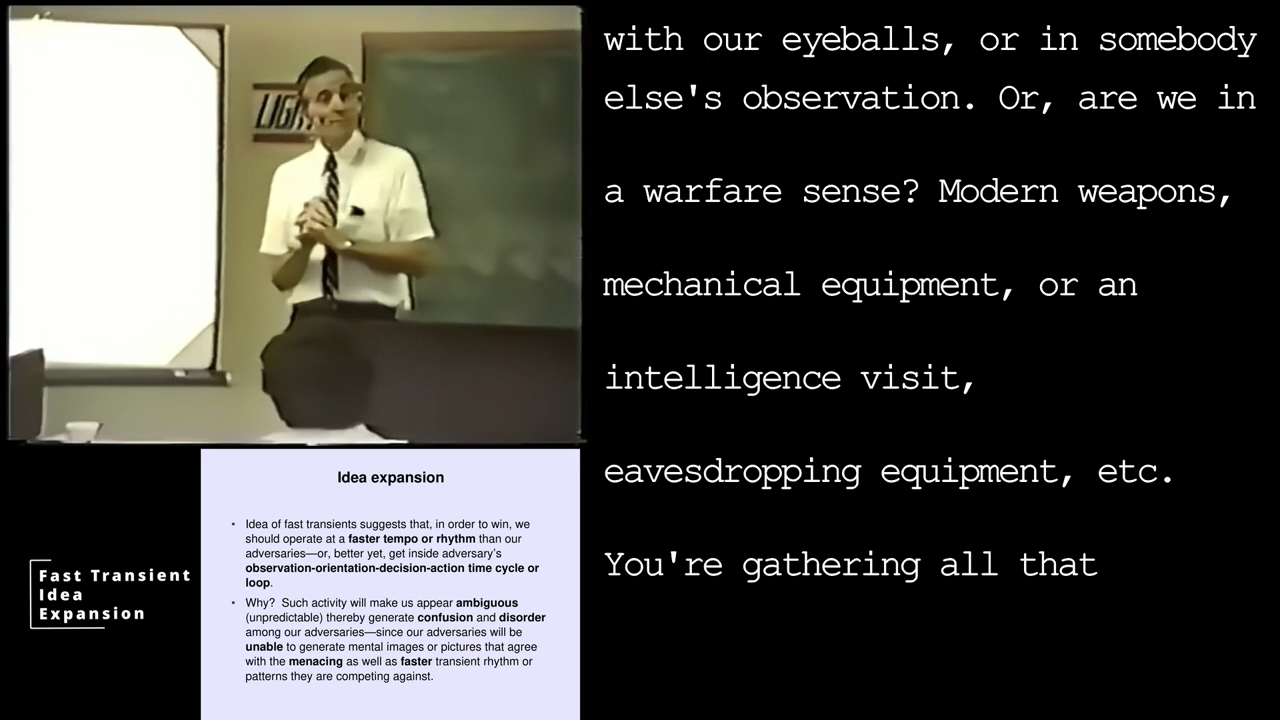 with our eyeballs, or in somebody
else's observation. Or, are we in
a warfare sense? Modern weapons,
mechanical equipment, or an
intelligence visit,
eavesdropping equipment, etc.
You're gathering all that
Idea expansion
• Idea of fast transients suggests that, in order to win, we
should operate at a faster tempo or rhythm than our
adversaries—or, better yet, get inside adversary's
observation-orientation-decision-action time cycle or
loop.
• Why? Such activity will make us appear ambiguous
(unpredictable) thereby generate confusion and disorder
among our adversaries—since our adversaries will be
unable to generate mental images or pictures that agree
with the menacing as well as faster transient rhythm or
patterns they are competing against.
Fast Transient
Idea
Expansion